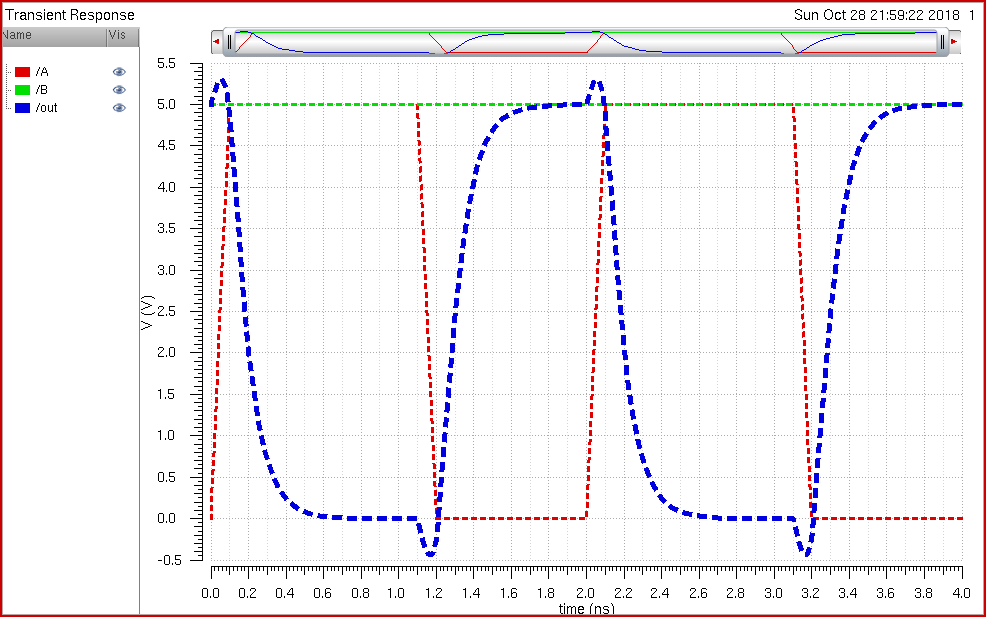 Transient Response
Sun Oct 28 21:59:22 2018 1
Name Vis
/A
/B
/out
5.5
5.0
4.5
4.0
3.5
3.0
2.5
2.0
1.5
1.0
0.5
0.0
-0.5
V (V)
0.0 0.2 0.4 0.6 0.8 1.0 1.2 1.4 1.6 1.8 2.0 2.2 2.4 2.6 2.8 3.0 3.2 3.4 3.6 3.8 4.0
time (ns)